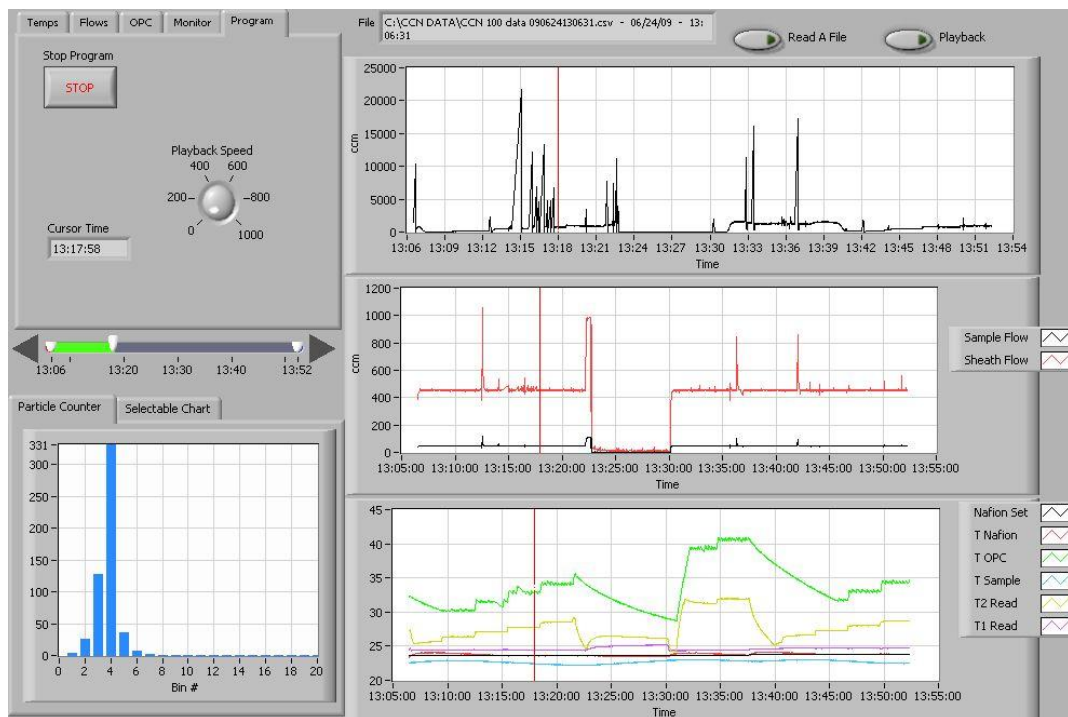 Temps Flows OPC Monitor Program
Stop Program
STOP
Playback Speed
400 600
200 800
0 1000
Cursor Time
13:17:58
13:06 13:20 13:30 13:40 13:52
Particle Counter Selectable Chart
331
300
250
200
150
100
50
0
0 2 4 6 8 10 12 14 16 18 20
Bin #
File C:\CCN DATA\CCN 100 data 090624130631.csv - 06/24/09 - 13:
06:31
Read A File Playback
25000
20000
15000
10000
5000
0
ccm
13:06 13:09 13:12 13:15 13:18 13:21 13:24 13:27 13:30 13:33 13:36 13:39 13:42 13:45 13:48 13:51 13:54
Time
1200
1000
800
600
400
200
0
ccm
13:05:00 13:10:00 13:15:00 13:20:00 13:25:00 13:30:00 13:35:00 13:40:00 13:45:00 13:50:00 13:55:00
Time
Sample Flow
Sheath Flow
45
40
35
30
25
20
13:05:00 13:10:00 13:15:00 13:20:00 13:25:00 13:30:00 13:35:00 13:40:00 13:45:00 13:50:00 13:55:00
Time
Nafion Set
T Nafion
T OPC
T Sample
T2 Read
T1 Read